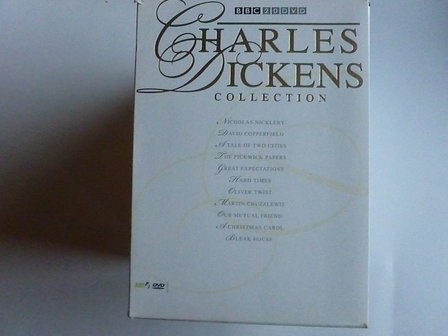 BBC 20DVD
CHARLES
DICKENS
COLLECTION
NICHOLAS NICKLEBY
DAVID COPPERFIELD
A TALE OF TWO CITIES
THE PICKWICK PAPERS
GREAT EXPECTATIONS
HARD TIMES
OLIVER TWIST
MARTIN CHUZZLEWIT
OUR MUTUAL FRIEND
A CHRISTMAS CAROL
BLEAK HOUSE
DVD